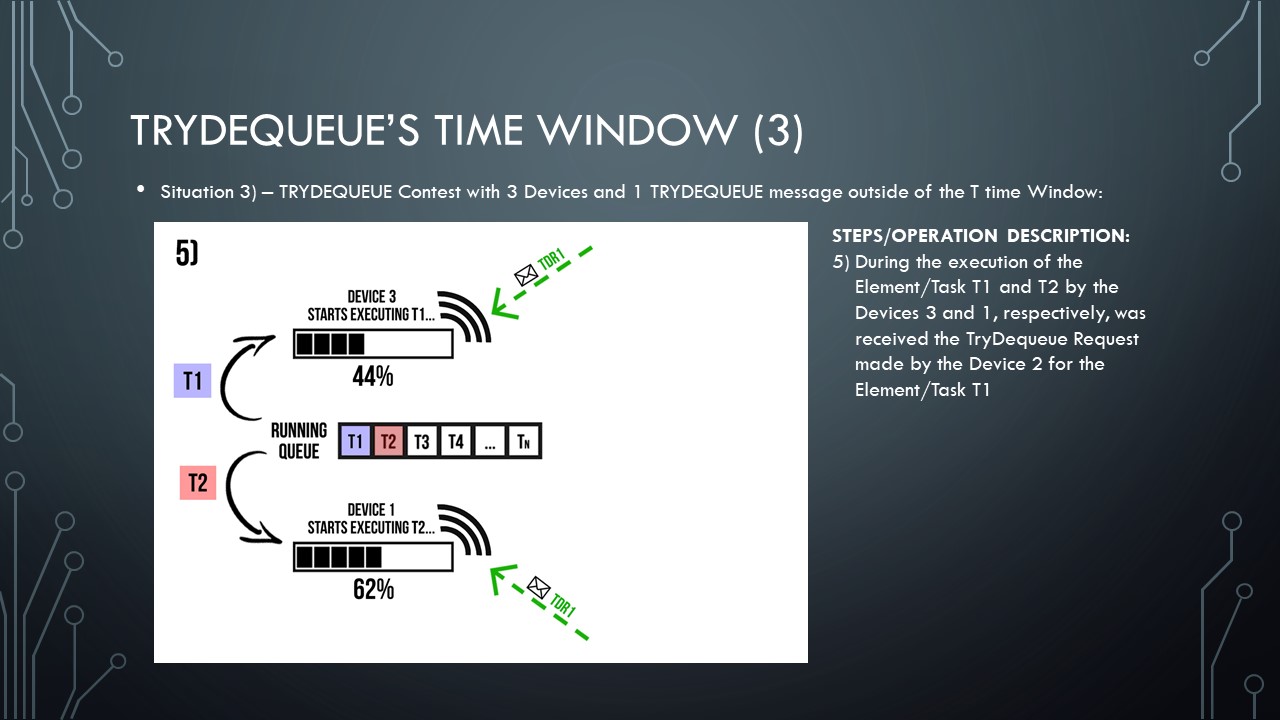 TRYDEQUEUE’S TIME WINDOW (3)
• Situation 3) – TRYDEQUEUE Contest with 3 Devices and 1 TRYDEQUEUE message outside of the T time Window:
5)
TDR1
DEVICE 3
STARTS EXECUTING T1...
44%
T1
RUNNING
QUEUE
T1 T2 T3 T4 ... TN
T2
DEVICE 1
STARTS EXECUTING T2...
62%
TDR1
STEPS/OPERATION DESCRIPTION:
5) During the execution of the
Element/Task T1 and T2 by the
Devices 3 and 1, respectively, was
received the TryDequeue Request
made by the Device 2 for the
Element/Task T1